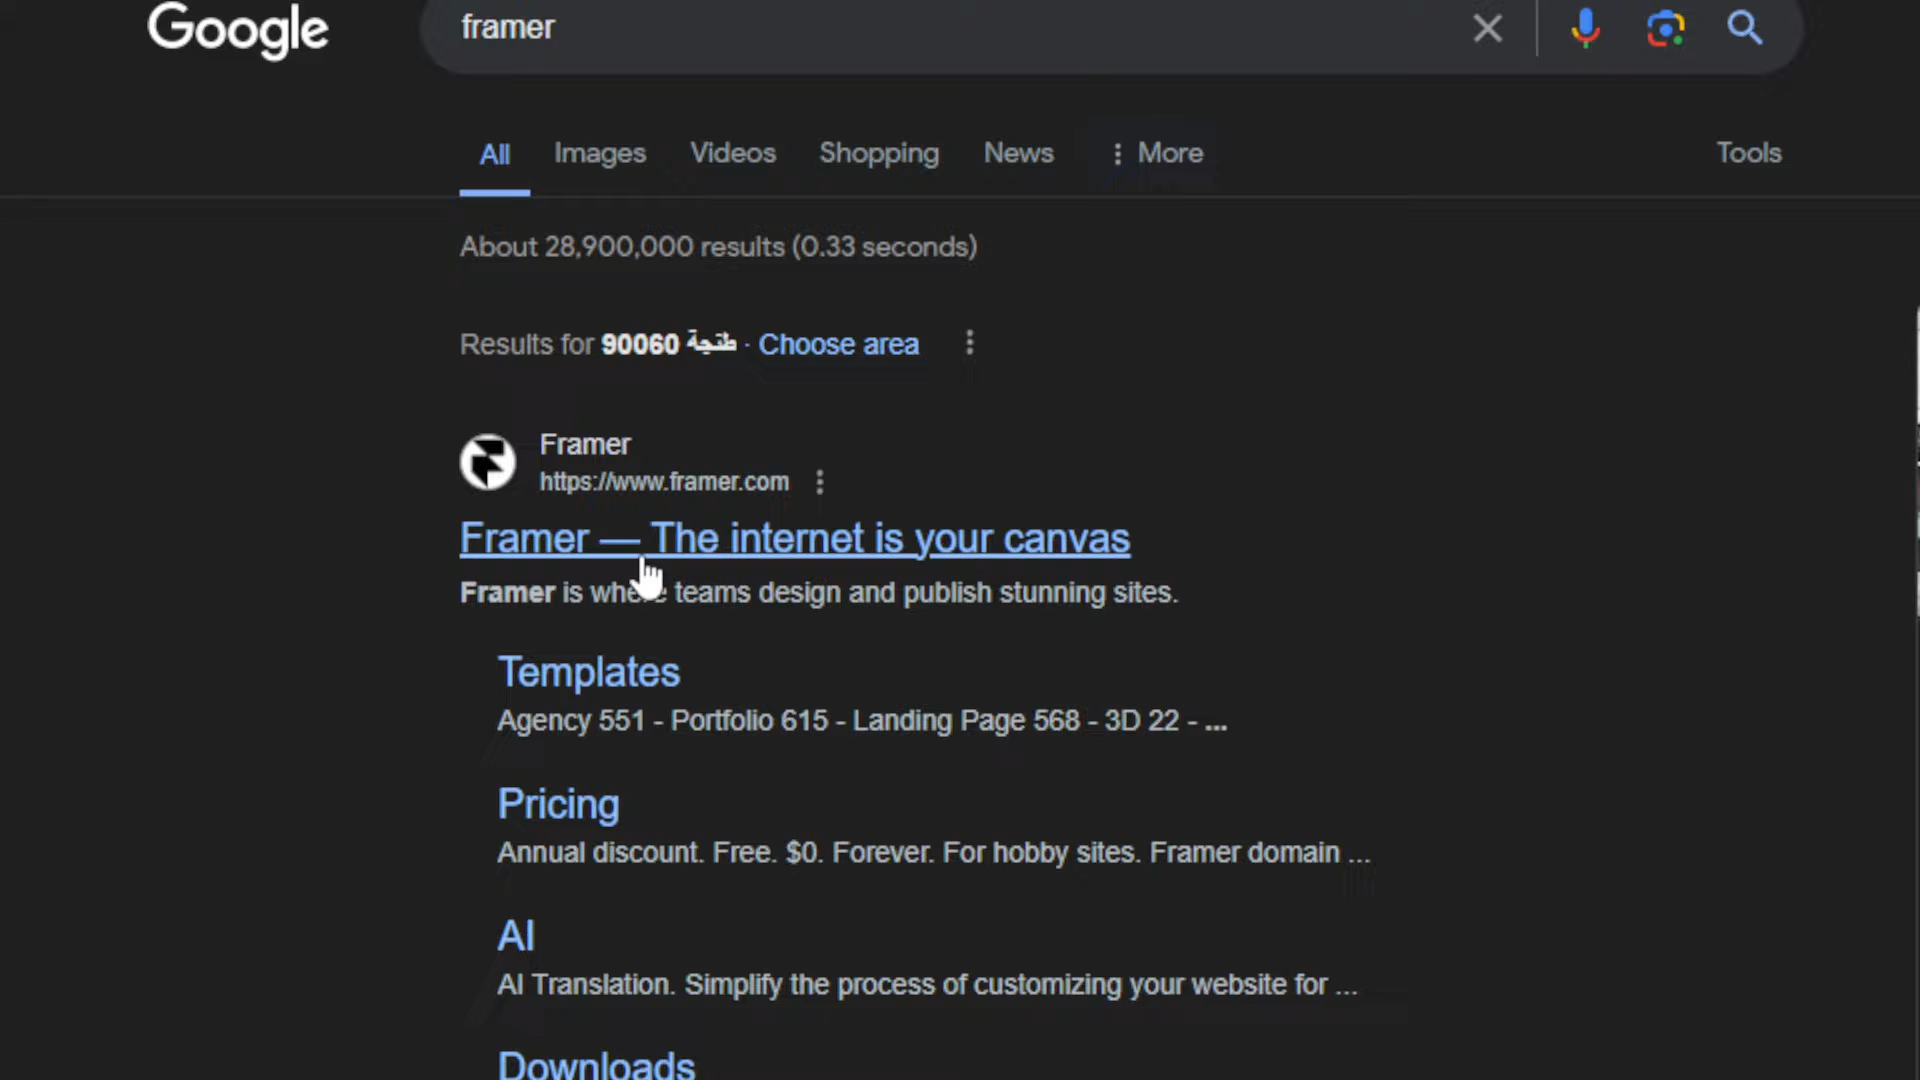 Google
framer
All Images Videos Shopping News More Tools
About 28,900,000 results (0.33 seconds)
Results for 90060 طنجة · Choose area
Framer
https://www.framer.com
Framer — The internet is your canvas
Framer is where teams design and publish stunning sites.
Templates
Agency 551 - Portfolio 615 - Landing Page 568 - 3D 22 - ...
Pricing
Annual discount. Free. $0. Forever. For hobby sites. Framer domain ...
AI
AI Translation. Simplify the process of customizing your website for ...
Downloads